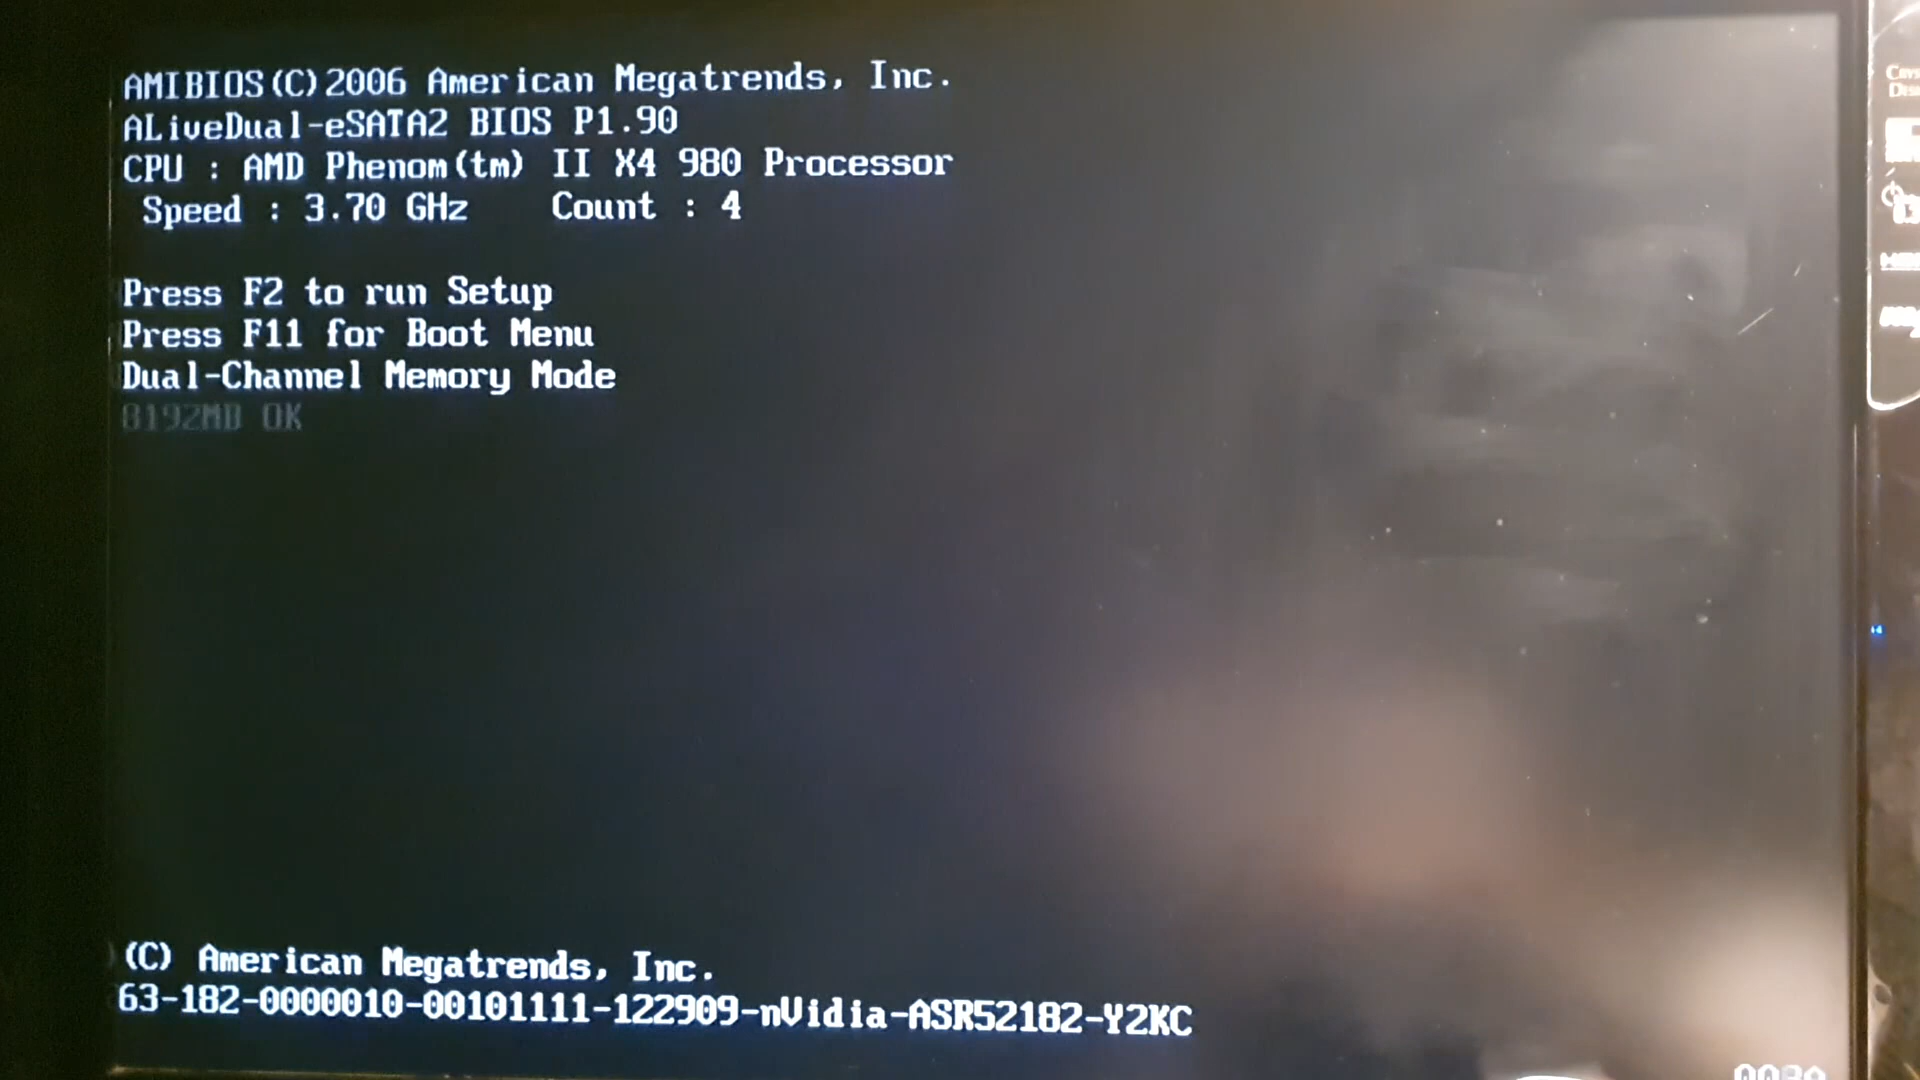 AMIBIOS(C)2006 American Megatrends, Inc.
ALiveDual-eSATA2 BIOS P1.90
CPU : AMD Phenom(tm) II X4 980 Processor
Speed : 3.70 GHz    Count : 4
Press F2 to run Setup
Press F11 for Boot Menu
Dual-Channel Memory Mode
8192MB OK
(C) American Megatrends, Inc.
63-182-0000010-00101111-122909-nVidia-ASR52182-Y2KC